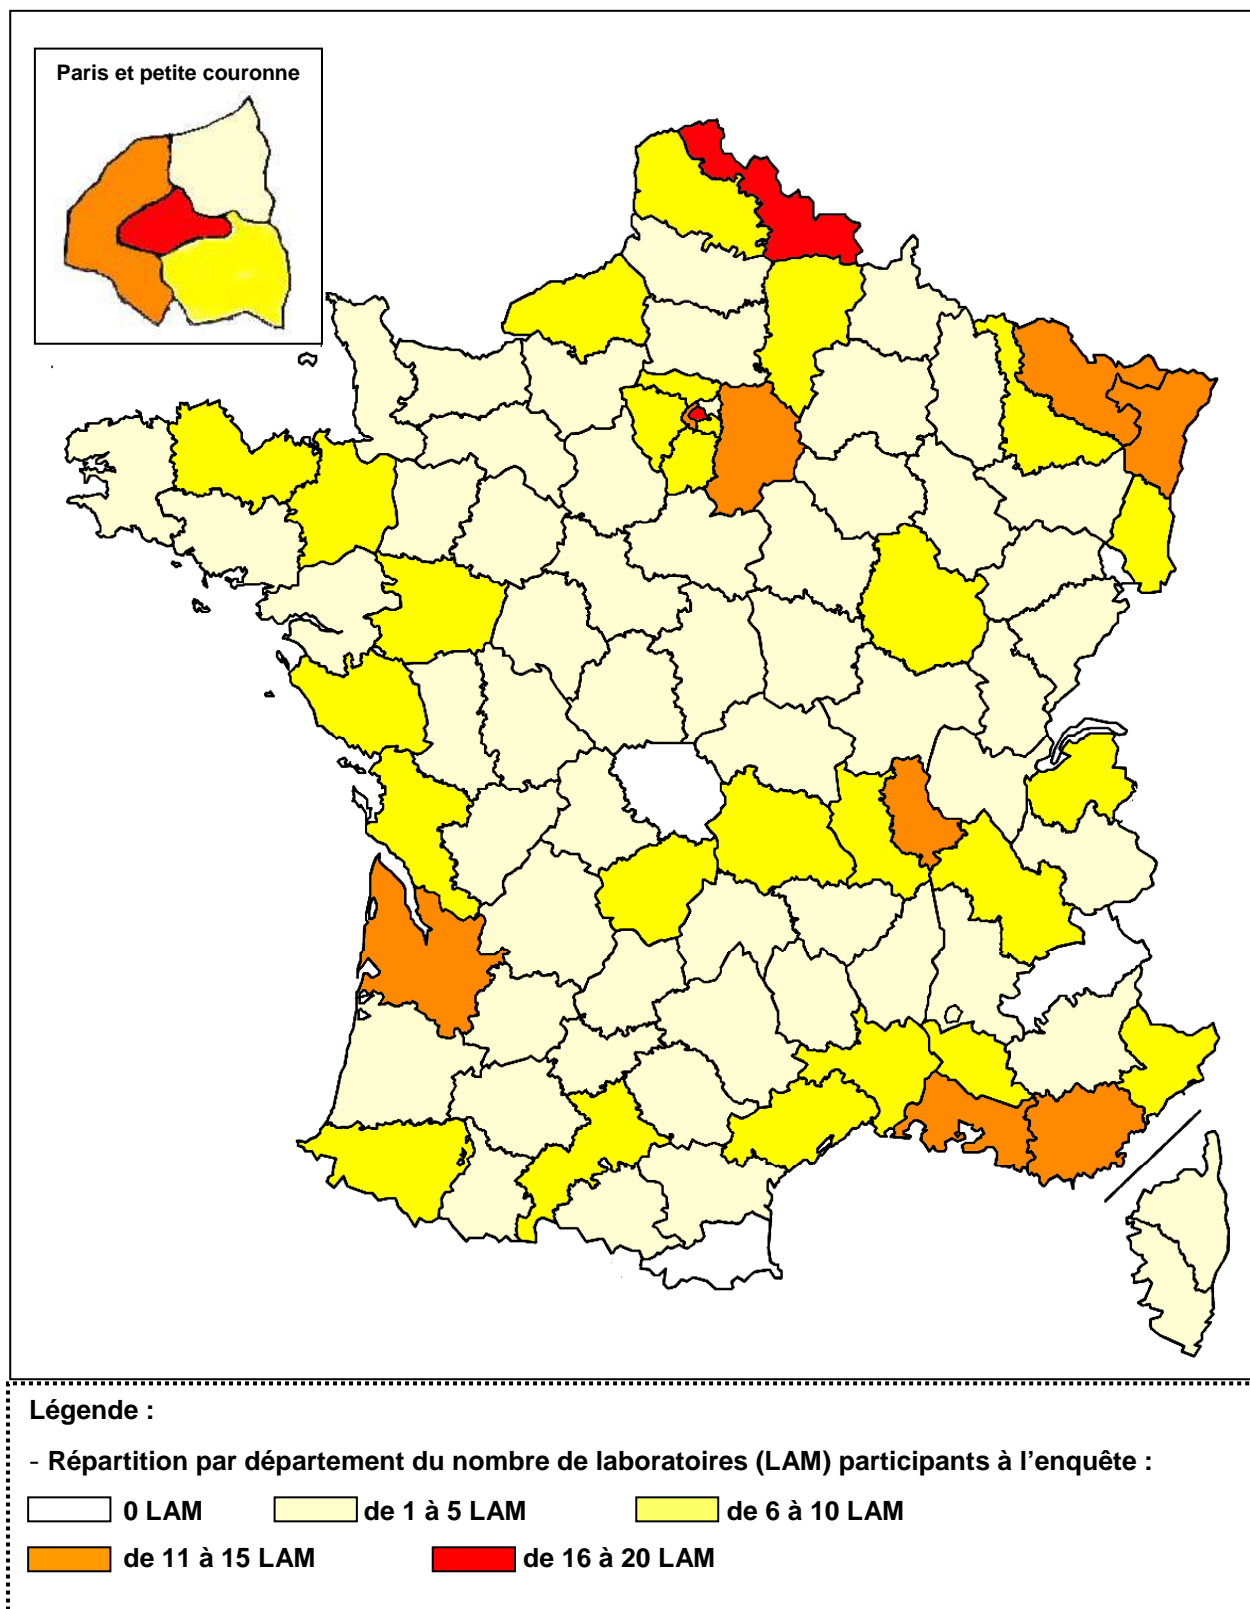 Paris et petite couronne
Légende :
- Répartition par département du nombre de laboratoires (LAM) participants à l'enquête :
0 LAM de 1 à 5 LAM de 6 à 10 LAM
de 11 à 15 LAM de 16 à 20 LAM